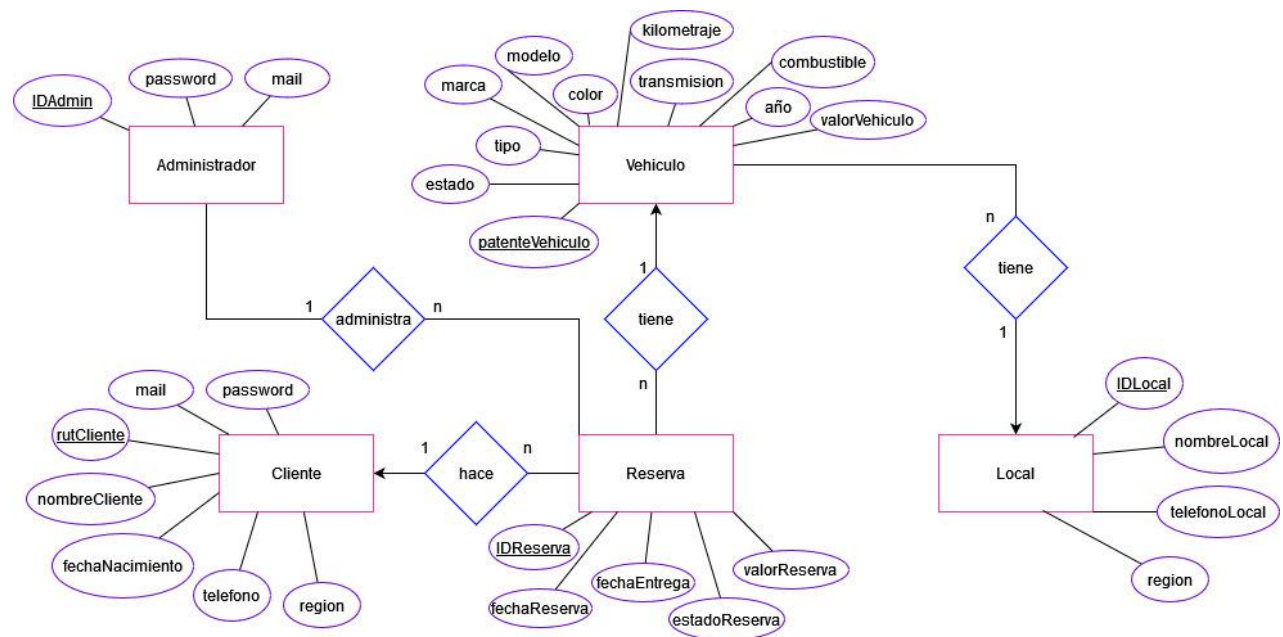 kilometraje
modelo
combustible
password
mail
transmision
marca
color
IDAdmin
año
valorVehiculo
tipo
Administrador
Vehiculo
estado
n
patenteVehiculo
tiene
1
1
n
administra
tiene
1
n
IDLocal
mail
password
rutCliente
nombreLocal
1
n
Cliente
hace
Reserva
Local
nombreCliente
telefonoLocal
IDReserva
fechaNacimiento
valorReserva
fechaEntrega
region
telefono
region
fechaReserva
estadoReserva